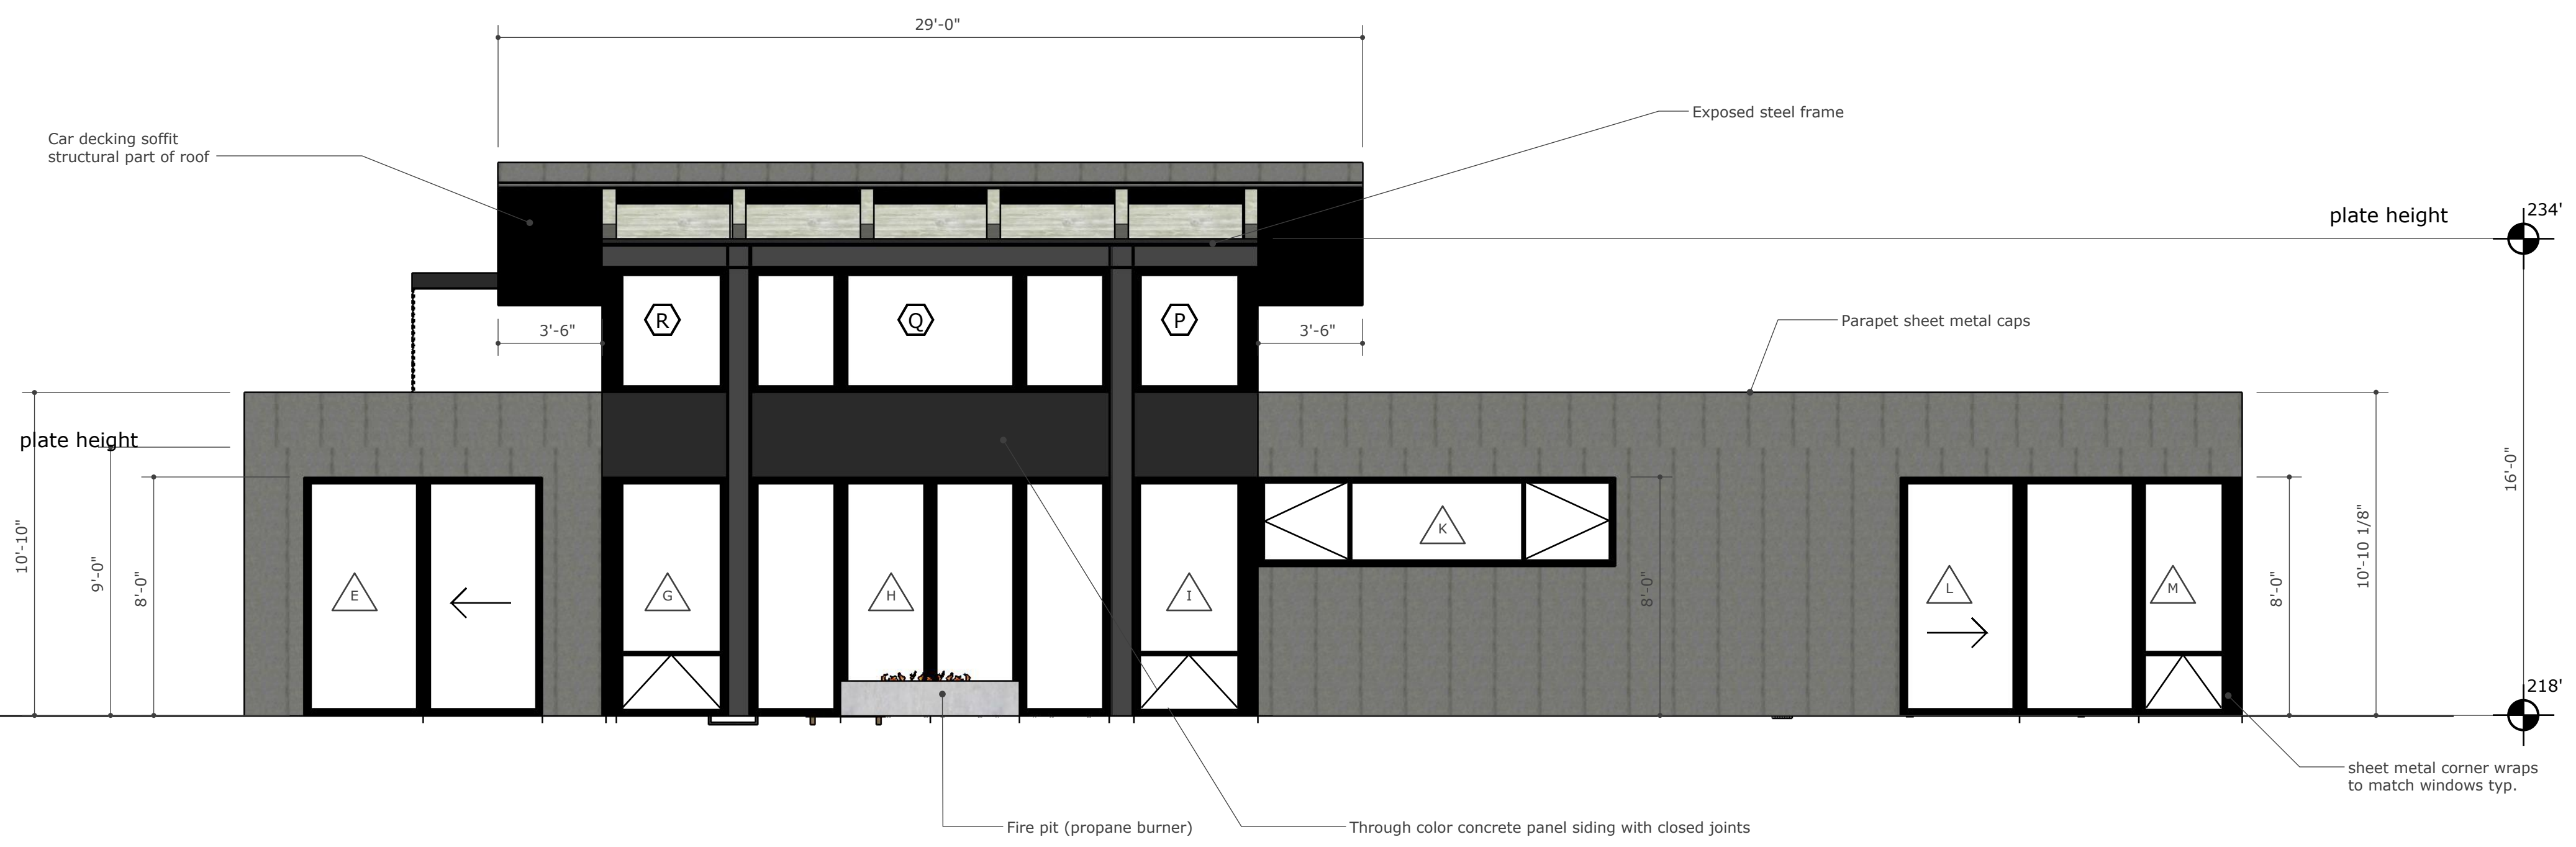 29'-0"
Exposed steel frame
Car decking soffit
structural part of roof
plate height
234'
R
Q
P
3'-6"
3'-6"
Parapet sheet metal caps
plate height
10'-10"
9'-0"
8'-0"
E
G
H
I
K
8'-0"
L
M
8'-0"
10'-10 1/8"
16'-0"
218'
sheet metal corner wraps
to match windows typ.
Fire pit (propane burner)
Through color concrete panel siding with closed joints